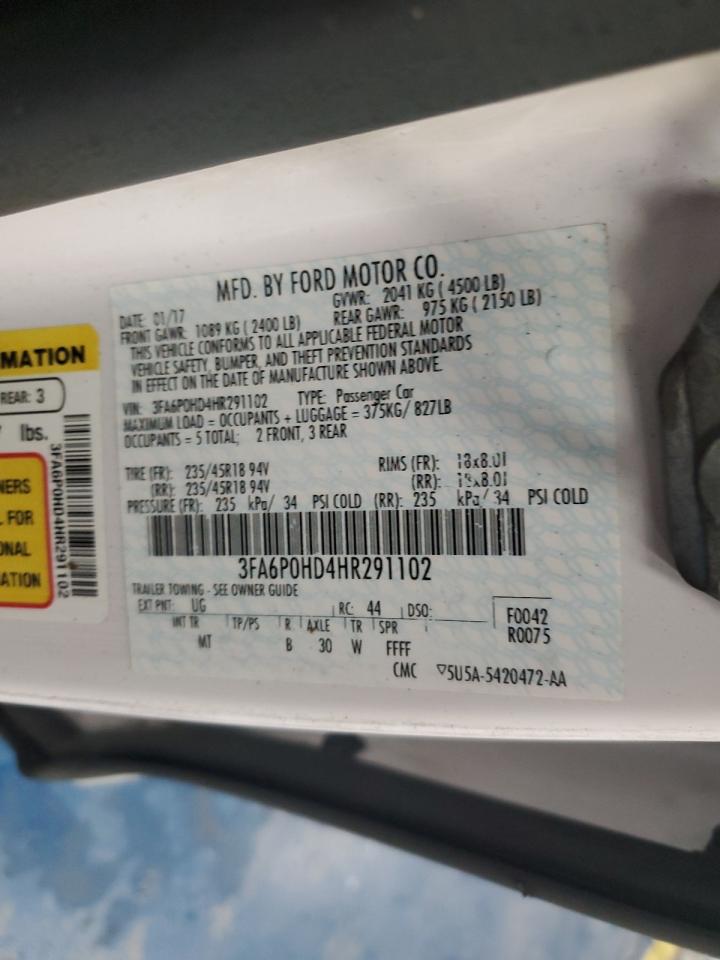 MFD. BY FORD MOTOR CO.
DATE: 01/17 GVWR: 2041 KG ( 4500 LB)
FRONT GAWR: 1089 KG ( 2400 LB) REAR GAWR: 975 KG ( 2150 LB)
THIS VEHICLE CONFORMS TO ALL APPLICABLE FEDERAL MOTOR
VEHICLE SAFETY, BUMPER, AND THEFT PREVENTION STANDARDS
IN EFFECT ON THE DATE OF MANUFACTURE SHOWN ABOVE.
VIN: 3FA6P0HD4HR291102 TYPE: Passenger Car
MAXIMUM LOAD = OCCUPANTS + LUGGAGE = 375KG/ 827LB
OCCUPANTS = 5 TOTAL; 2 FRONT, 3 REAR
TIRE (FR): 235/45R18 94V RIMS (FR): 18x8.0J
(RR): 235/45R18 94V (RR): 18x8.0J
PRESSURE (FR): 235 kPa/ 34 PSI COLD (RR): 235 kPa/ 34 PSI COLD
3FA6P0HD4HR291102
TRAILER TOWING - SEE OWNER GUIDE
EXT PNT: UG RC: 44 DSO: F0042
INT TR TP/PS R AXLE TR SPR R0075
MT B 30 W FFFF
CMC ▽5U5A-5420472-AA
MATION
REAR: 3
lbs.
NERS
L FOR
ONAL
ATION
3FA6P0HD4HR291102